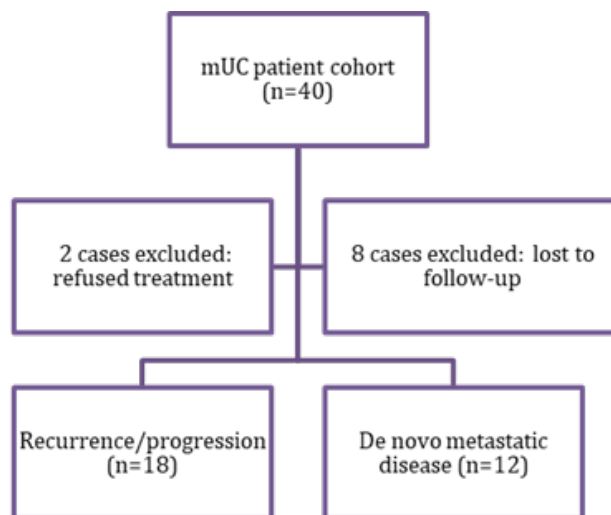 mUC patient cohort
(n=40)
2 cases excluded:
refused treatment
8 cases excluded:  lost to
follow-up
Recurrence/progression
(n=18)
De novo metastatic
disease (n=12)